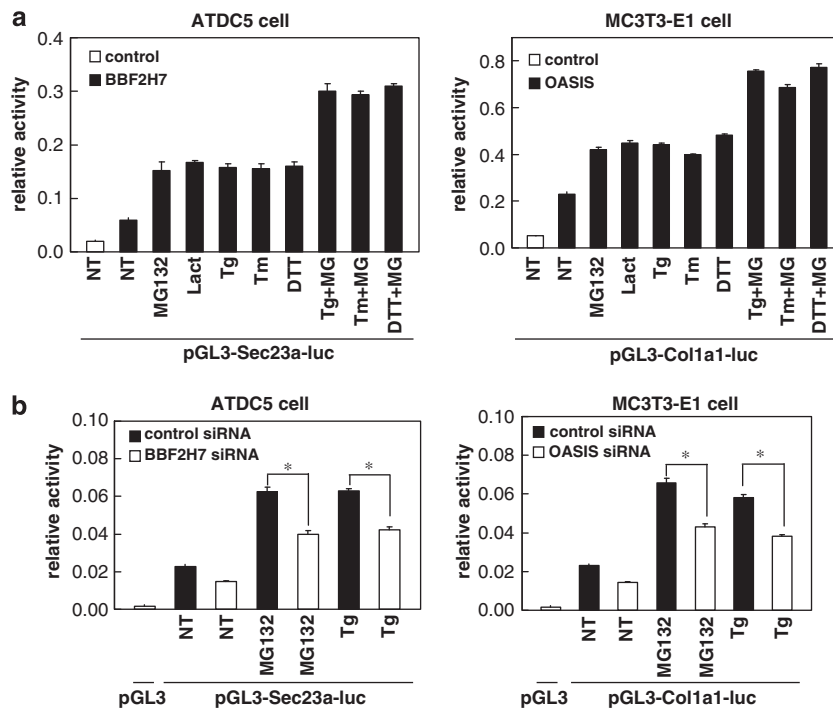 a
ATDC5 cell
relative activity
0.4
0.3
0.2
0.1
0.0
control
BBF2H7
NT
NT
MG132
Lact
Tg
Tm
DTT
Tg+MG
Tm+MG
DTT+MG
pGL3-Sec23a-luc
MC3T3-E1 cell
relative activity
0.8
0.6
0.4
0.2
0.0
control
OASIS
NT
NT
MG132
Lact
Tg
Tm
DTT
Tg+MG
Tm+MG
DTT+MG
pGL3-Col1a1-luc
b
ATDC5 cell
relative activity
0.10
0.08
0.06
0.04
0.02
0.00
control siRNA
BBF2H7 siRNA
*
*
NT
NT
MG132
MG132
Tg
Tg
pGL3
pGL3-Sec23a-luc
MC3T3-E1 cell
relative activity
0.10
0.08
0.06
0.04
0.02
0.00
control siRNA
OASIS siRNA
*
*
NT
NT
MG132
MG132
Tg
Tg
pGL3
pGL3-Col1a1-luc